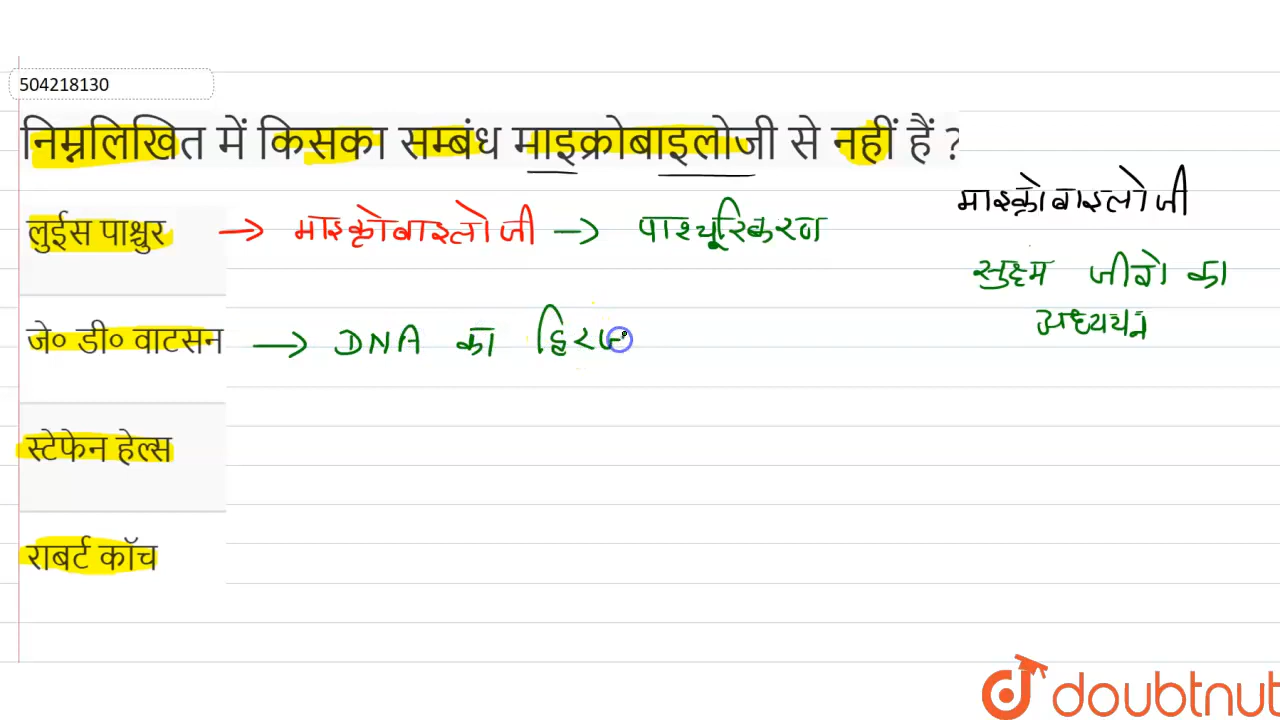 504218130
निम्नलिखित में किसका सम्बंध माइक्रोबाइलोजी से नहीं हैं ?
माइक्रोबाइलोजी
लुईस पाश्चुर → माइक्रोबाइलोजी → पाश्चूरिकरण
सुक्ष्म जीवो का
अध्ययन
जे० डी० वाटसन → DNA का
स्टेफेन हेल्स
राबर्ट कॉच
doubtnut